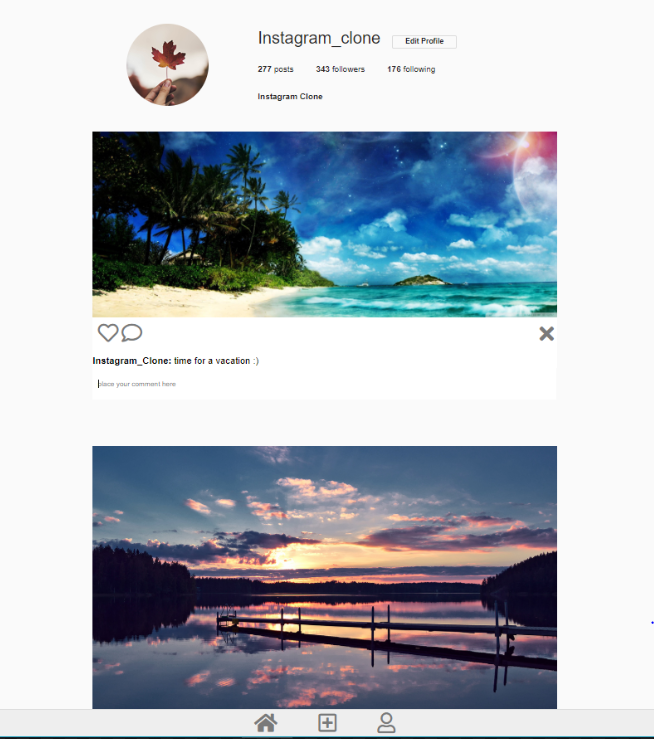 Instagram_clone Edit Profile
277 posts 343 followers 176 following
Instagram Clone
Instagram_Clone: time for a vacation :)
place your comment here